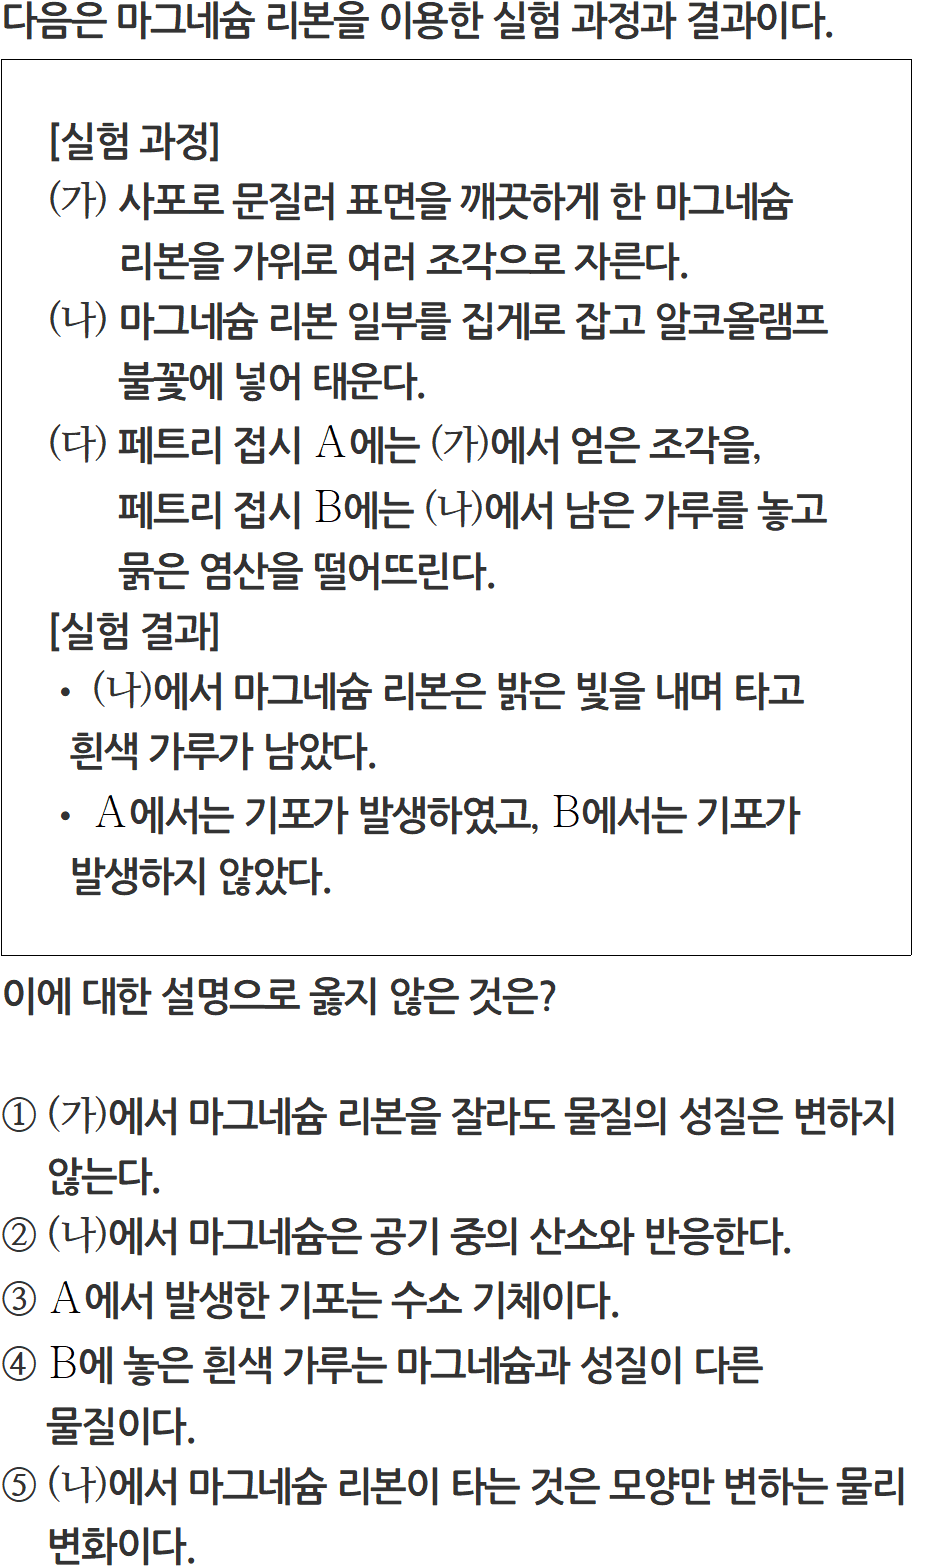 다음은 마그네슘 리본을 이용한 실험 과정과 결과이다.
[실험 과정]
(가) 사포로 문질러 표면을 깨끗하게 한 마그네슘
리본을 가위로 여러 조각으로 자른다.
(나) 마그네슘 리본 일부를 집게로 잡고 알코올램프
불꽃에 넣어 태운다.
(다) 페트리 접시 A에는 (가)에서 얻은 조각을,
페트리 접시 B에는 (나)에서 남은 가루를 놓고
묽은 염산을 떨어뜨린다.
[실험 결과]
• (나)에서 마그네슘 리본은 밝은 빛을 내며 타고
흰색 가루가 남았다.
• A에서는 기포가 발생하였고, B에서는 기포가
발생하지 않았다.
이에 대한 설명으로 옳지 않은 것은?
① (가)에서 마그네슘 리본을 잘라도 물질의 성질은 변하지
않는다.
② (나)에서 마그네슘은 공기 중의 산소와 반응한다.
③ A에서 발생한 기포는 수소 기체이다.
④ B에 놓은 흰색 가루는 마그네슘과 성질이 다른
물질이다.
⑤ (나)에서 마그네슘 리본이 타는 것은 모양만 변하는 물리
변화이다.